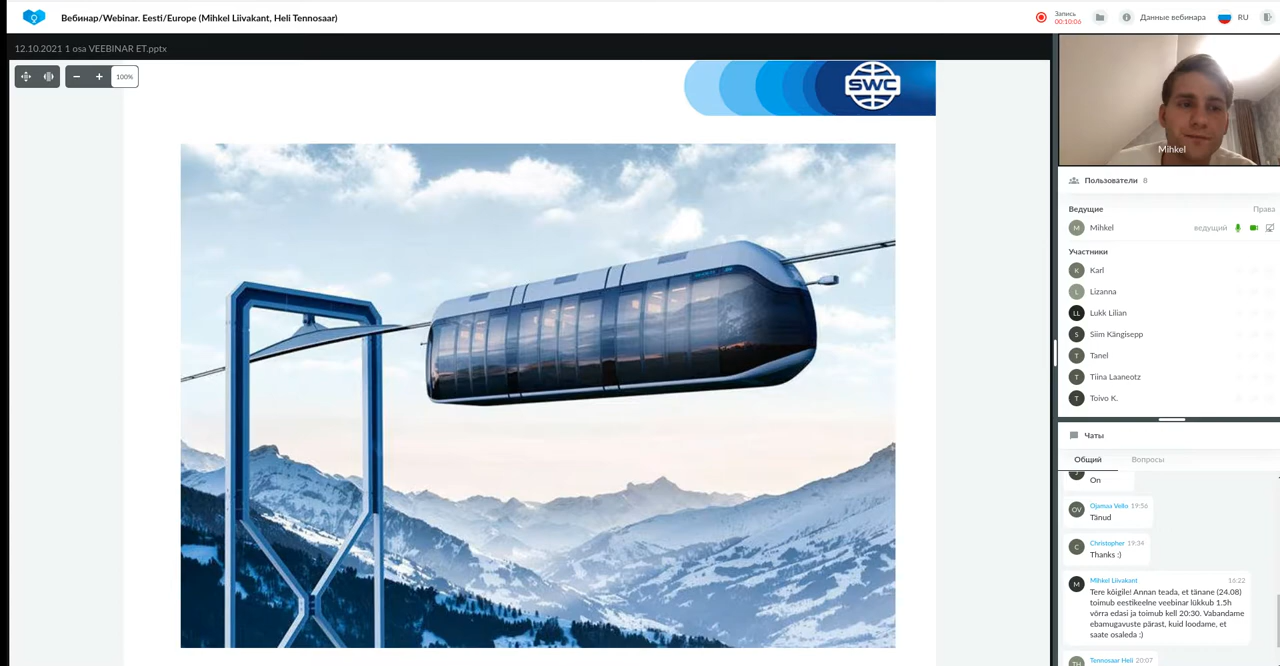 Вебинар/Webinar. Eesti/Europe (Mihkel Liivakant, Heli Tennosaar)
Запись
00:10:06
Данные вебинара
RU
12.10.2021 1 osa VEEBINAR ET.pptx
100%
SWC
Mihkel
Пользователи 8
Ведущие Права
M Mihkel ведущий
Участники
K Karl
L Lizanna
LL Lukk Lilian
S Siim Kängisepp
T Tanel
T Tiina Laaneotz
T Toivo K.
Чаты
Общий Вопросы
On
OV Ojamaa Vello 19:56
Tänud
C Christopher 19:34
Thanks :)
M Mihkel Liivakant 16:22
Tere kõigile! Annan teada, et tänane (24.08)
toimub eestikeelne veebinar lükkub 1.5h
võrra edasi ja toimub kell 20:30. Vabandame
ebamugavuste pärast, kuid loodame, et
saate osaleda :)
TH Tennosaar Heli 20:07